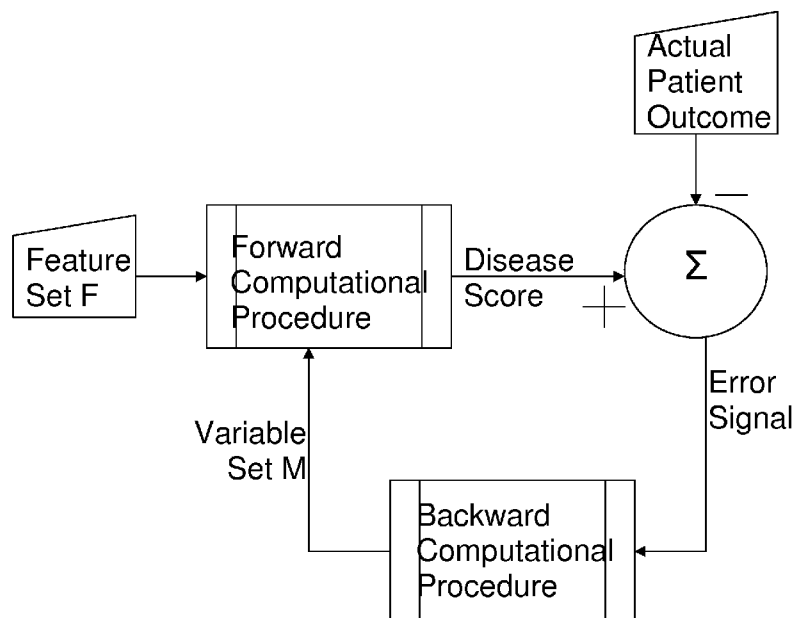 Actual
Patient
Outcome
—
Feature
Set F
Forward
Computational
Procedure
Disease
Score
+
Σ
Error
Signal
Variable
Set M
Backward
Computational
Procedure